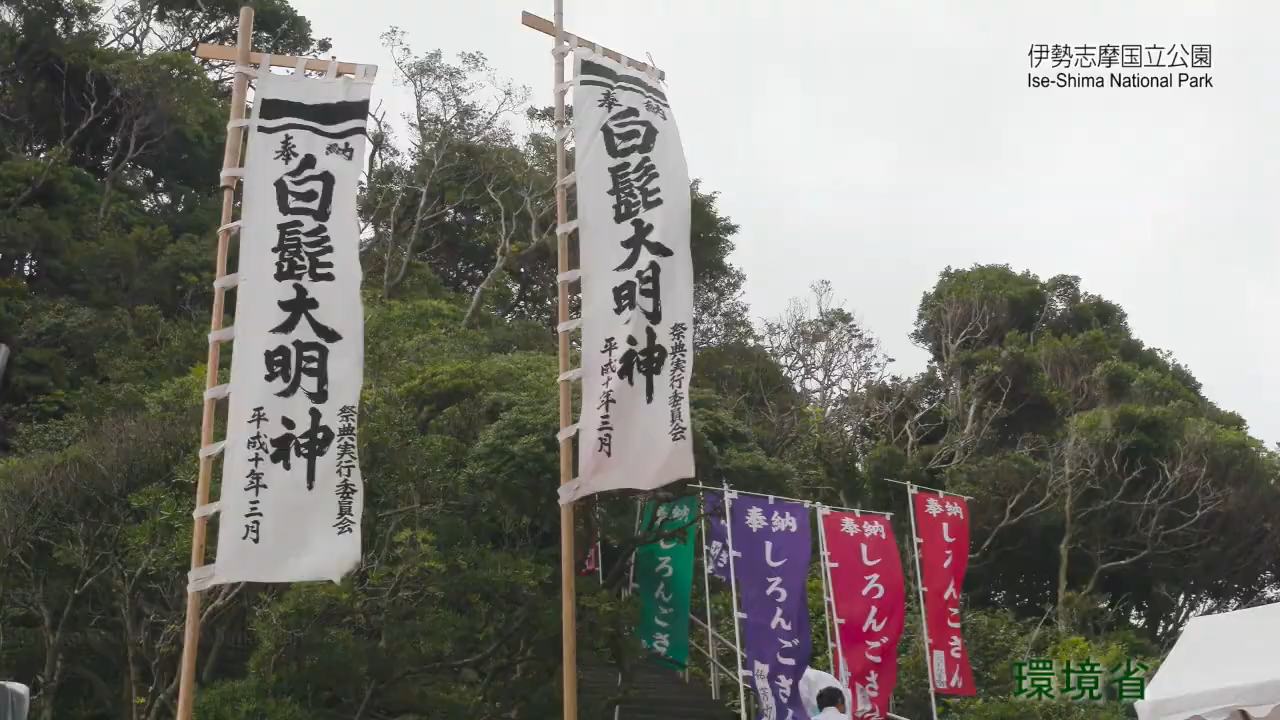 伊勢志摩国立公園
Ise-Shima National Park
奉納
白髭大明神
祭典実行委員会
平成十年三月
奉納
白髭大明神
祭典実行委員会
平成十年三月
奉納
しろんごさ
奉納
しろんごさん
奉納
しろんごさ
奉納
しろんごさん
環境省